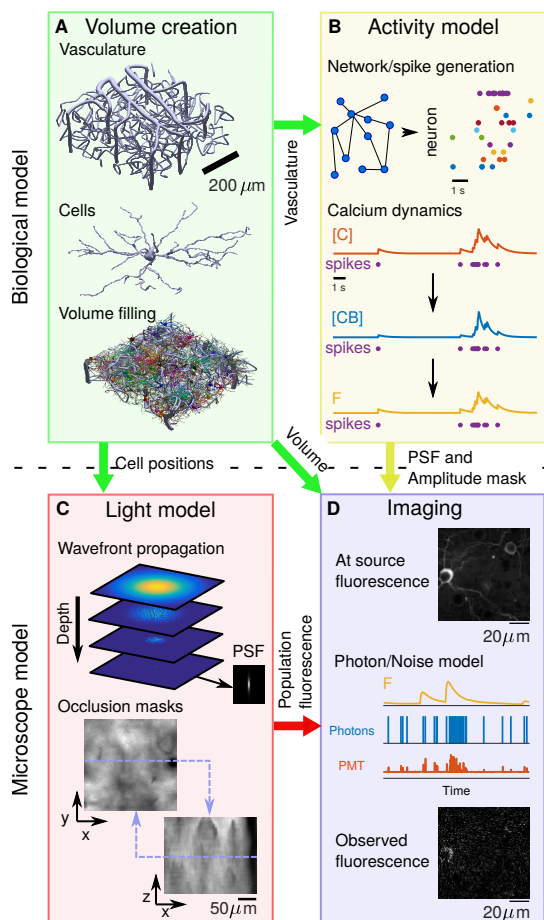 Biological model
A Volume creation
Vasculature
200 μm
Cells
Volume filling
Vasculature
B Activity model
Network/spike generation
neuron
1 s
Calcium dynamics
[C]
spikes
1 s
[CB]
spikes
F
spikes
Cell positions
Volume
PSF and
Amplitude mask
Microscope model
C Light model
Wavefront propagation
Depth
PSF
Occlusion masks
y
x
z
x
50μm
Population
fluorescence
D Imaging
At source
fluorescence
20μm
Photon/Noise model
F
Photons
PMT
Time
Observed
fluorescence
20μm